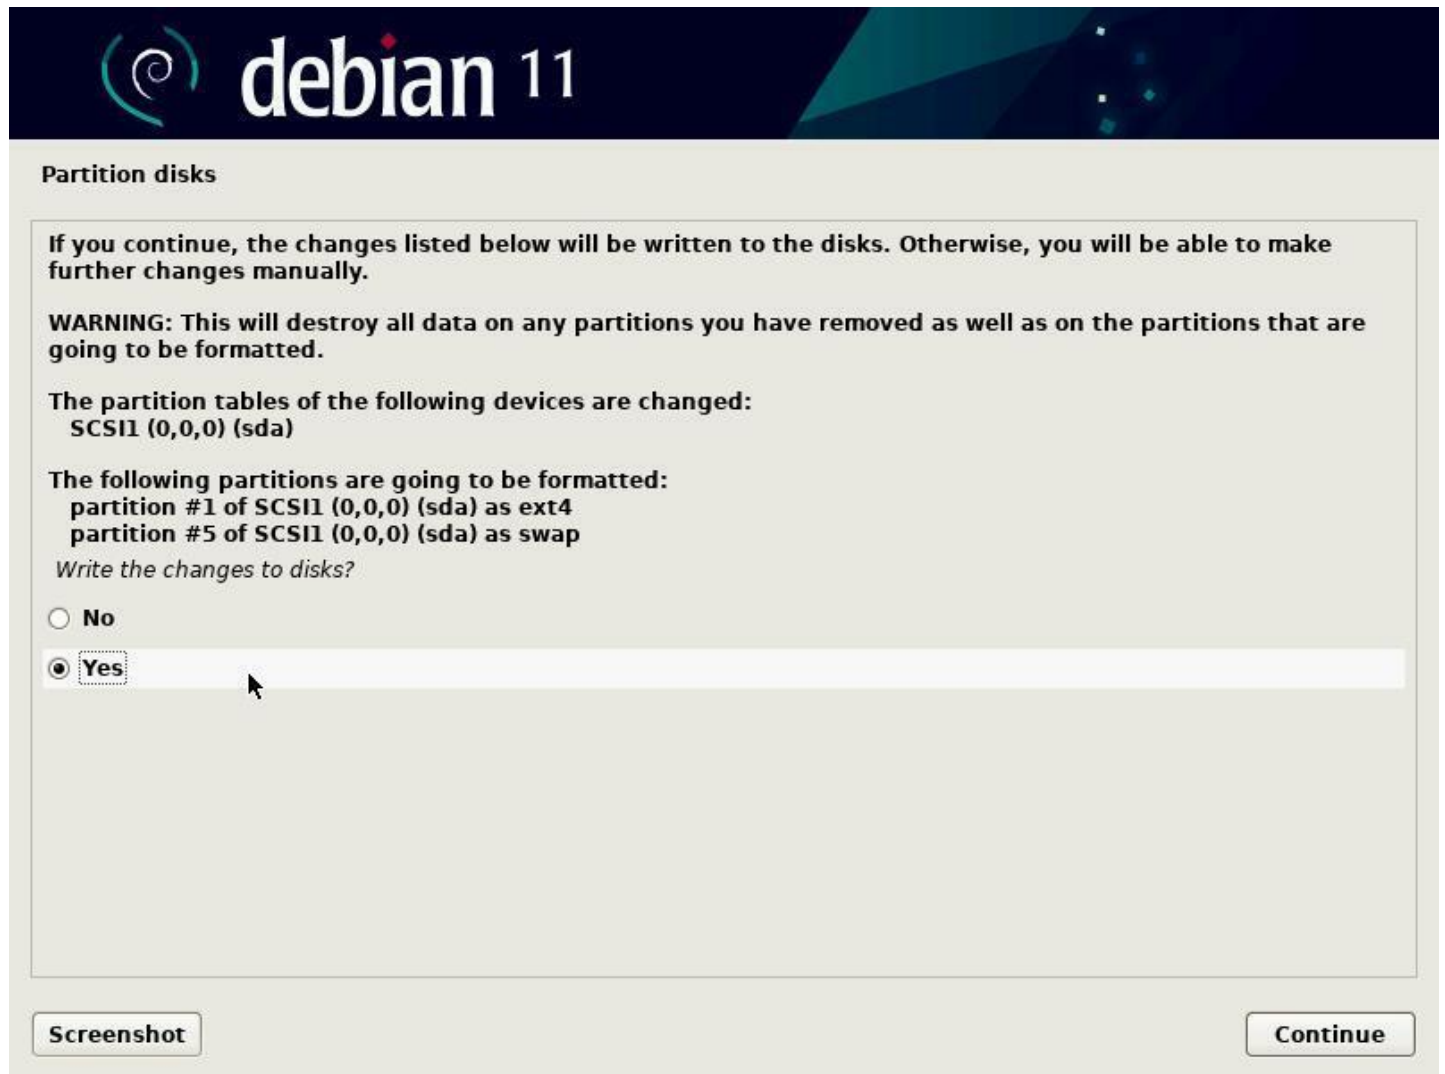 debian 11
Partition disks
If you continue, the changes listed below will be written to the disks. Otherwise, you will be able to make
further changes manually.
WARNING: This will destroy all data on any partitions you have removed as well as on the partitions that are
going to be formatted.
The partition tables of the following devices are changed:
SCSI1 (0,0,0) (sda)
The following partitions are going to be formatted:
partition #1 of SCSI1 (0,0,0) (sda) as ext4
partition #5 of SCSI1 (0,0,0) (sda) as swap
Write the changes to disks?
No
Yes
Screenshot
Continue